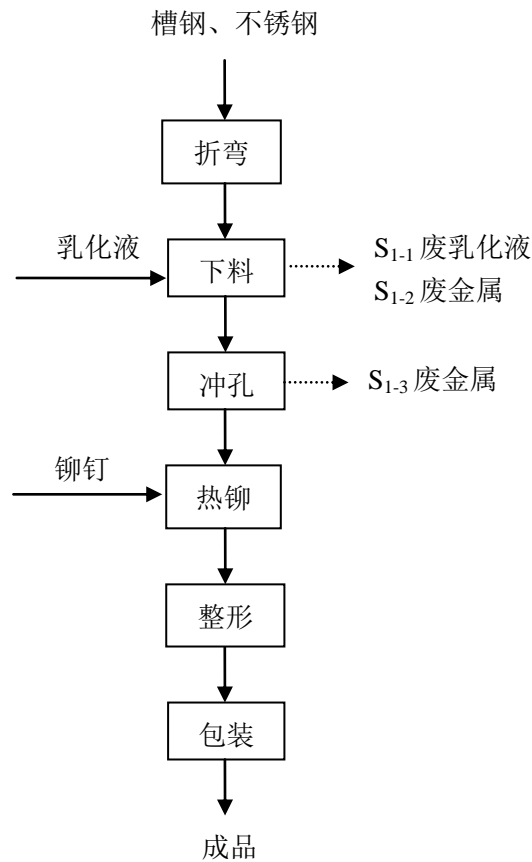 槽钢、不锈钢
折弯
乳化液
下料
S1-1 废乳化液
S1-2 废金属
冲孔
S1-3 废金属
铆钉
热铆
整形
包装
成品